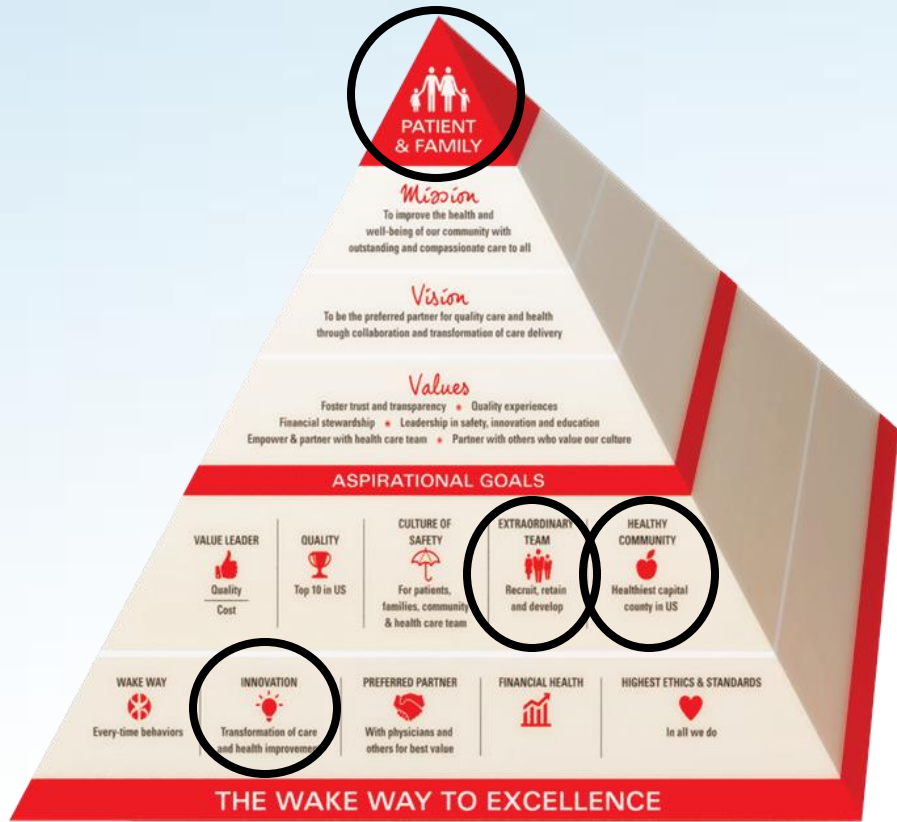 PATIENT
& FAMILY
Mission
To improve the health and
well-being of our community with
outstanding and compassionate care to all
Vision
To be the preferred partner for quality care and health
through collaboration and transformation of care delivery
Values
Foster trust and transparency • Quality experiences
Financial stewardship • Leadership in safety, innovation and education
Empower & partner with health care team • Partner with others who value our culture
ASPIRATIONAL GOALS
VALUE LEADER
Quality
Cost
QUALITY
Top 10 in US
CULTURE OF
SAFETY
For patients,
families, community
& health care team
EXTRAORDINARY
TEAM
Recruit, retain
and develop
HEALTHY
COMMUNITY
Healthiest capital
county in US
WAKE WAY
Every-time behaviors
INNOVATION
Transformation of care
and health improvement
PREFERRED PARTNER
With physicians and
others for best value
FINANCIAL HEALTH
HIGHEST ETHICS & STANDARDS
In all we do
THE WAKE WAY TO EXCELLENCE